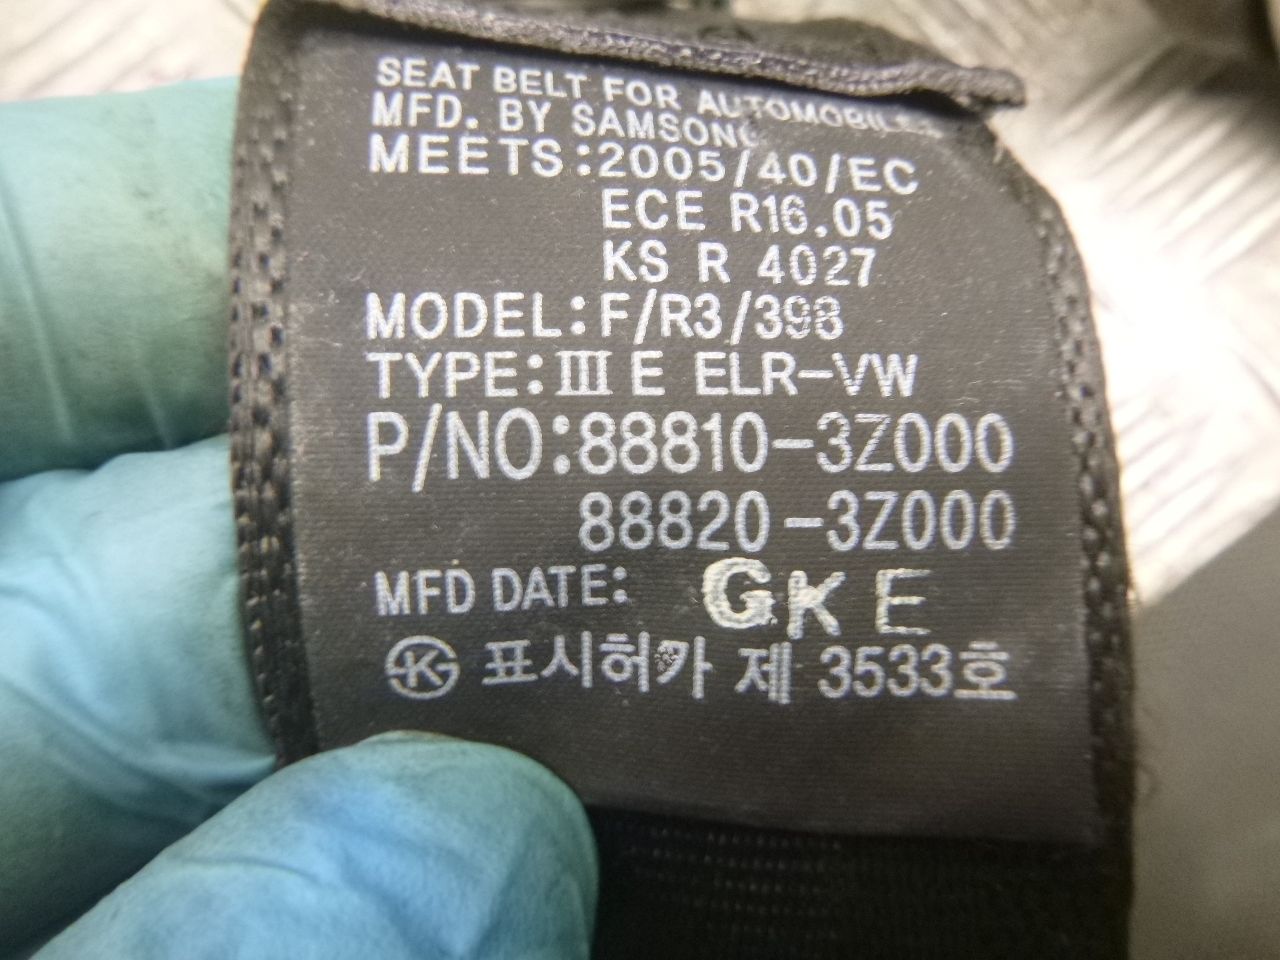 SEAT BELT FOR AUTOMOBILES
MFD. BY SAMSONG
MEETS:2005/40/EC
ECE R16.05
KS R 4027
MODEL:F/R3/398
TYPE:Ⅲ E ELR-VW
P/NO:88810-3Z000
88820-3Z000
MFD DATE: GKE
표시허가 제 3533호